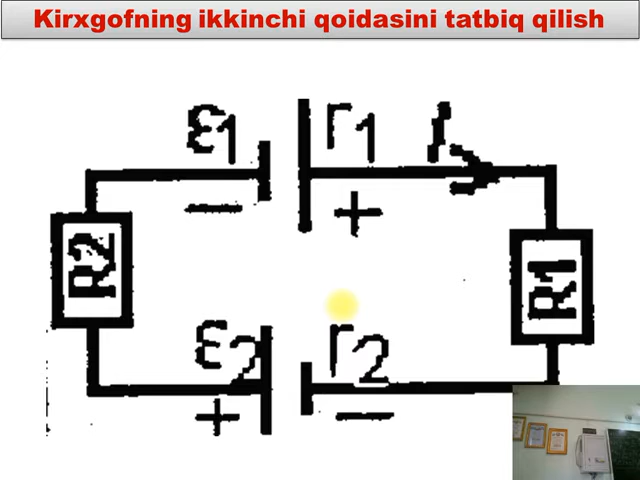 Kirxgofning ikkinchi qoidasini tatbiq qilish
ε1 r1 I
− +
R2 R1
ε2 r2
+ −